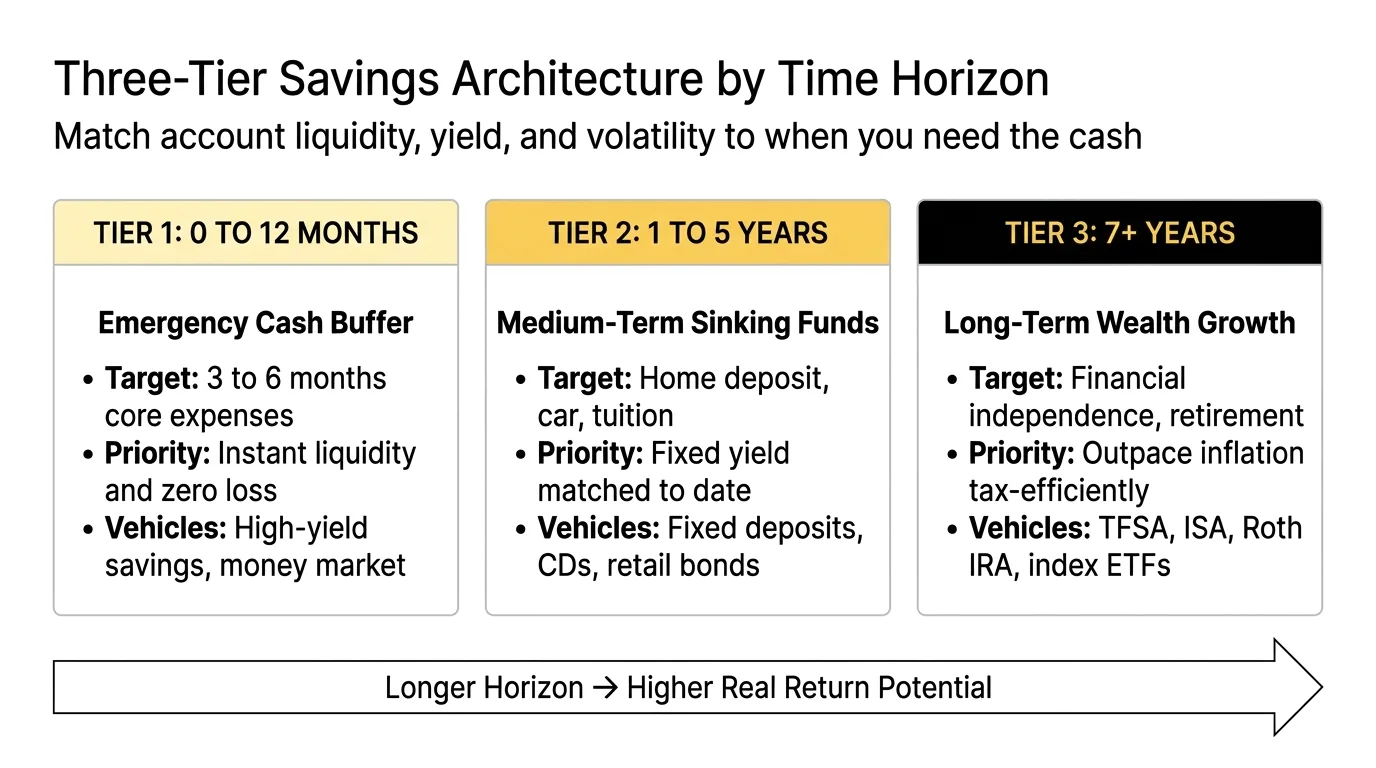 Three-Tier Savings Architecture by Time Horizon
Match account liquidity, yield, and volatility to when you need the cash
TIER 1: 0 TO 12 MONTHS
Emergency Cash Buffer
• Target: 3 to 6 months
core expenses
• Priority: Instant liquidity
and zero loss
• Vehicles: High-yield
savings, money market
TIER 2: 1 TO 5 YEARS
Medium-Term Sinking Funds
• Target: Home deposit,
car, tuition
• Priority: Fixed yield
matched to date
• Vehicles: Fixed deposits,
CDs, retail bonds
TIER 3: 7+ YEARS
Long-Term Wealth Growth
• Target: Financial
independence, retirement
• Priority: Outpace inflation
tax-efficiently
• Vehicles: TFSA, ISA, Roth
IRA, index ETFs
Longer Horizon → Higher Real Return Potential